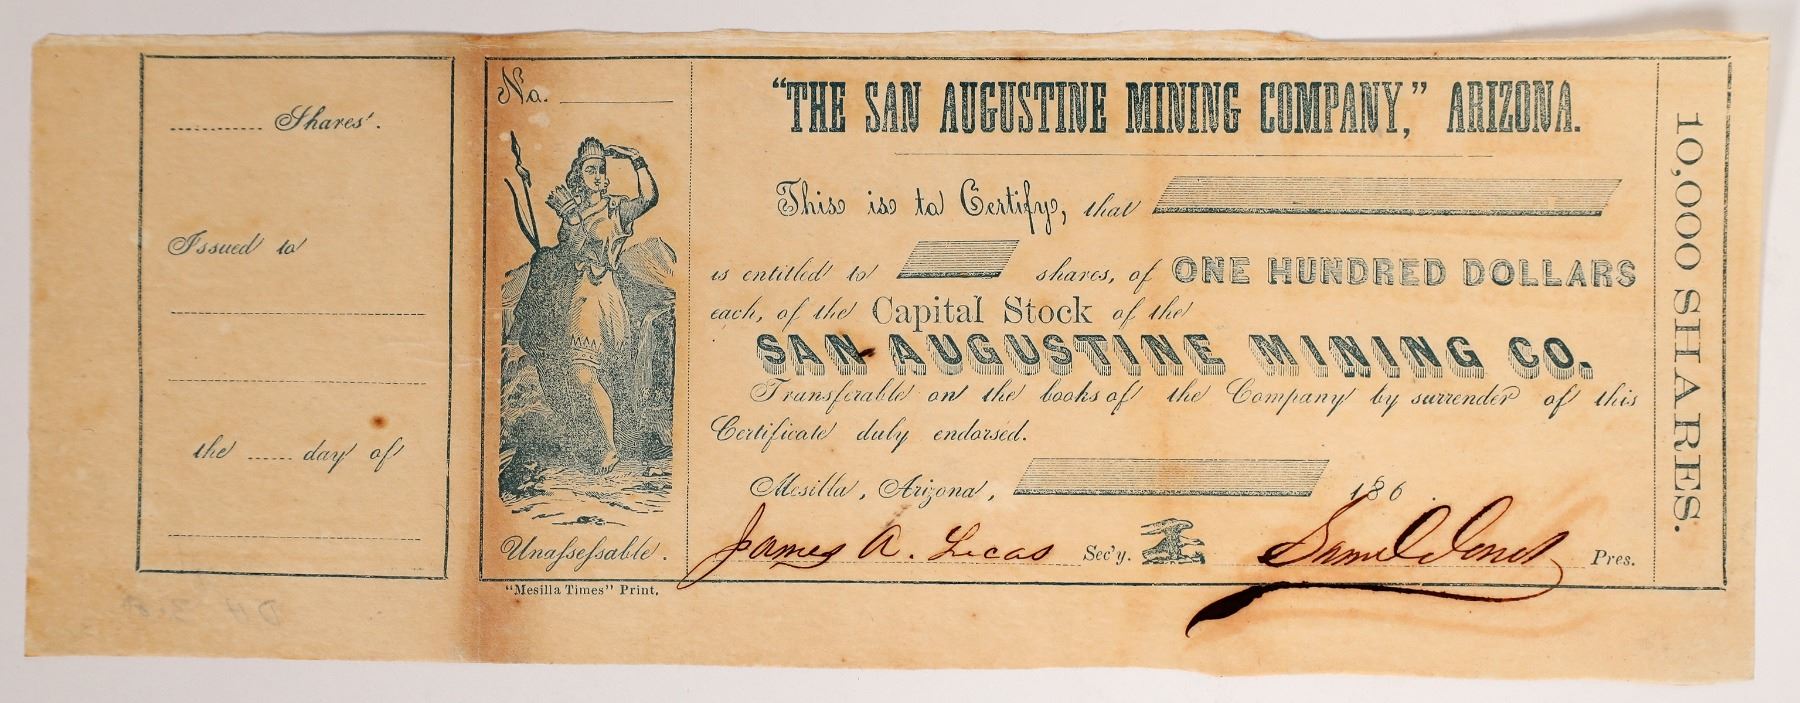 Shares'.
Issued to
the ...... day of
No.
Unaſseſsable.
"Mesilla Times" Print.
"THE SAN AUGUSTINE MINING COMPANY," ARIZONA.
This is to Certify, that
is entitled to shares, of ONE HUNDRED DOLLARS
each, of the Capital Stock of the
SAN AUGUSTINE MINING CO.
Transferable on the books of the Company by surrender of this
Certificate duly endorsed.
Mesilla, Arizona, 186 .
James A. Lucas Sec'y. Pres.
10,000 SHARES.